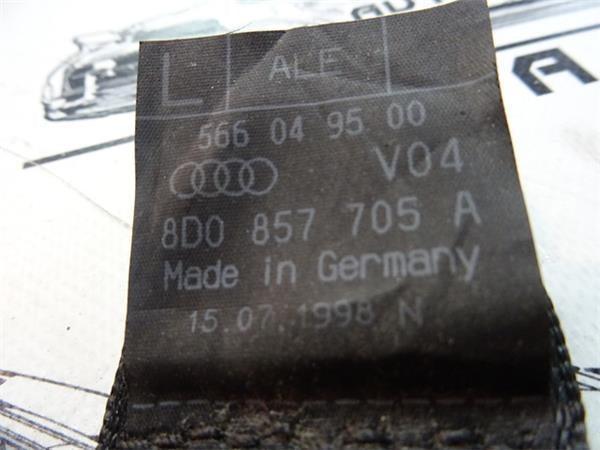 L ALE
566 04 95 00
V04
8D0 857 705 A
Made in Germany
15.07.1998 N
A